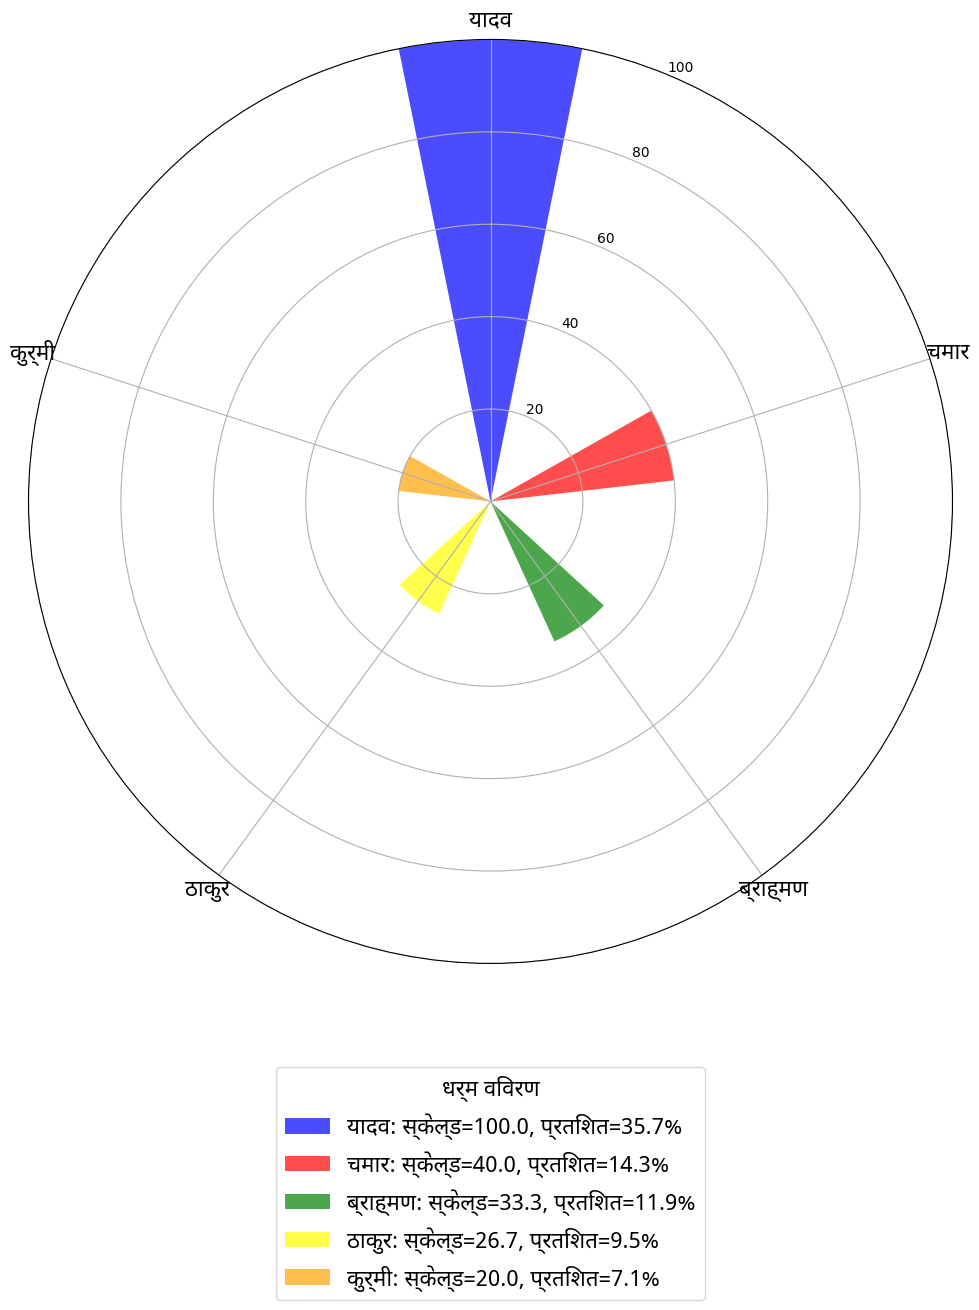 यादव
100
80
60
40
20
कुर्मी
चमार
ठाकुर
ब्राह्मण
धर्म विवरण
यादव: स्केल्ड=100.0, प्रतिशत=35.7%
चमार: स्केल्ड=40.0, प्रतिशत=14.3%
ब्राह्मण: स्केल्ड=33.3, प्रतिशत=11.9%
ठाकुर: स्केल्ड=26.7, प्रतिशत=9.5%
कुर्मी: स्केल्ड=20.0, प्रतिशत=7.1%